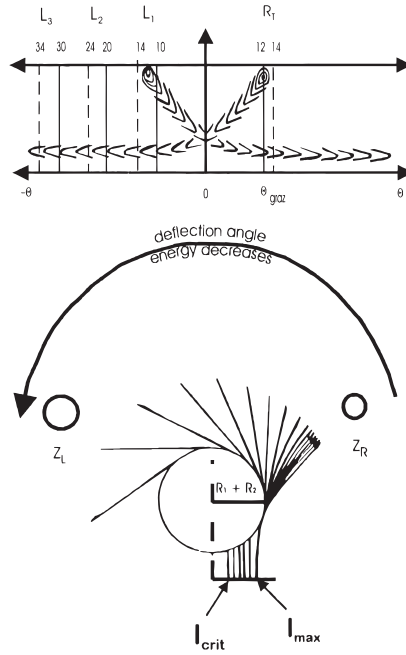 L3 L2 L1 RT
34 30 24 20 14 10 12 14
-Θ 0 Θgraz Θ
deflection angle
energy decreases
ZL ZR
R1 + R2
Icrit Imax